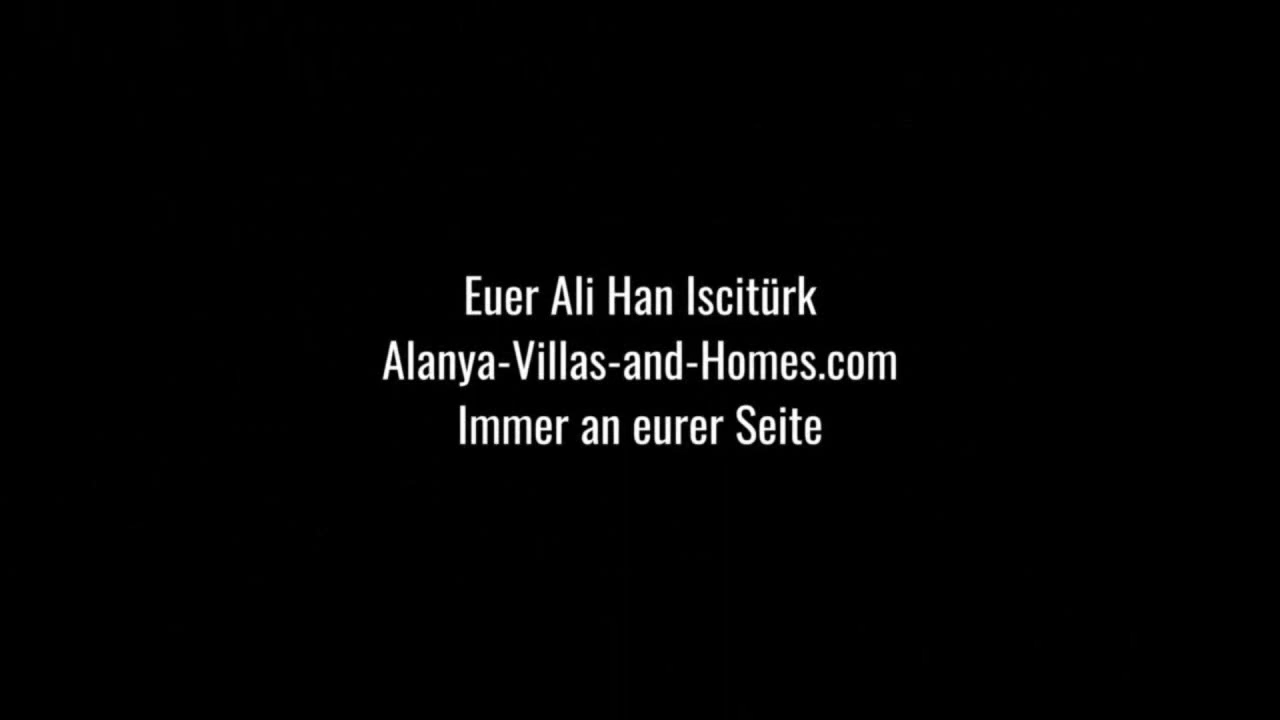 Euer Ali Han Iscitürk
Alanya-Villas-and-Homes.com
Immer an eurer Seite